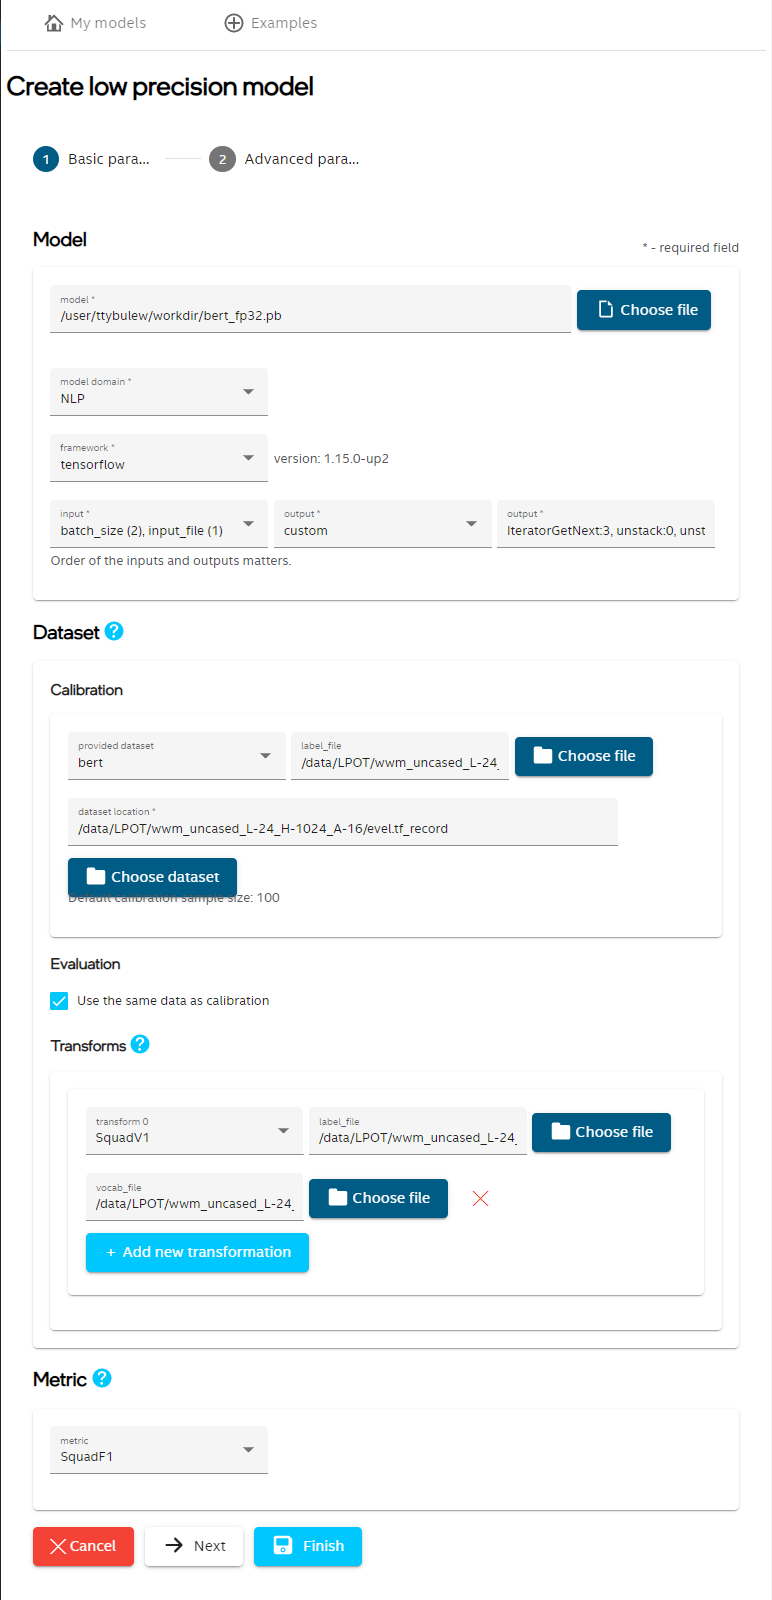 My models Examples
Create low precision model
1 Basic para... 2 Advanced para...
Model
* - required field
model *
/user/ttybulew/workdir/bert_fp32.pb
Choose file
model domain *
NLP
framework *
tensorflow
version: 1.15.0-up2
input * output * output *
batch_size (2), input_file (1) custom IteratorGetNext:3, unstack:0, unst
Order of the inputs and outputs matters.
Dataset ?
Calibration
provided dataset label_file
bert /data/LPOT/wwm_uncased_L-24_ Choose file
dataset location *
/data/LPOT/wwm_uncased_L-24_H-1024_A-16/evel.tf_record
Choose dataset
Default calibration sample size: 100
Evaluation
Use the same data as calibration
Transforms ?
transform 0 label_file
SquadV1 /data/LPOT/wwm_uncased_L-24_ Choose file
vocab_file
/data/LPOT/wwm_uncased_L-24_ Choose file
+ Add new transformation
Metric ?
metric
SquadF1
Cancel Next Finish